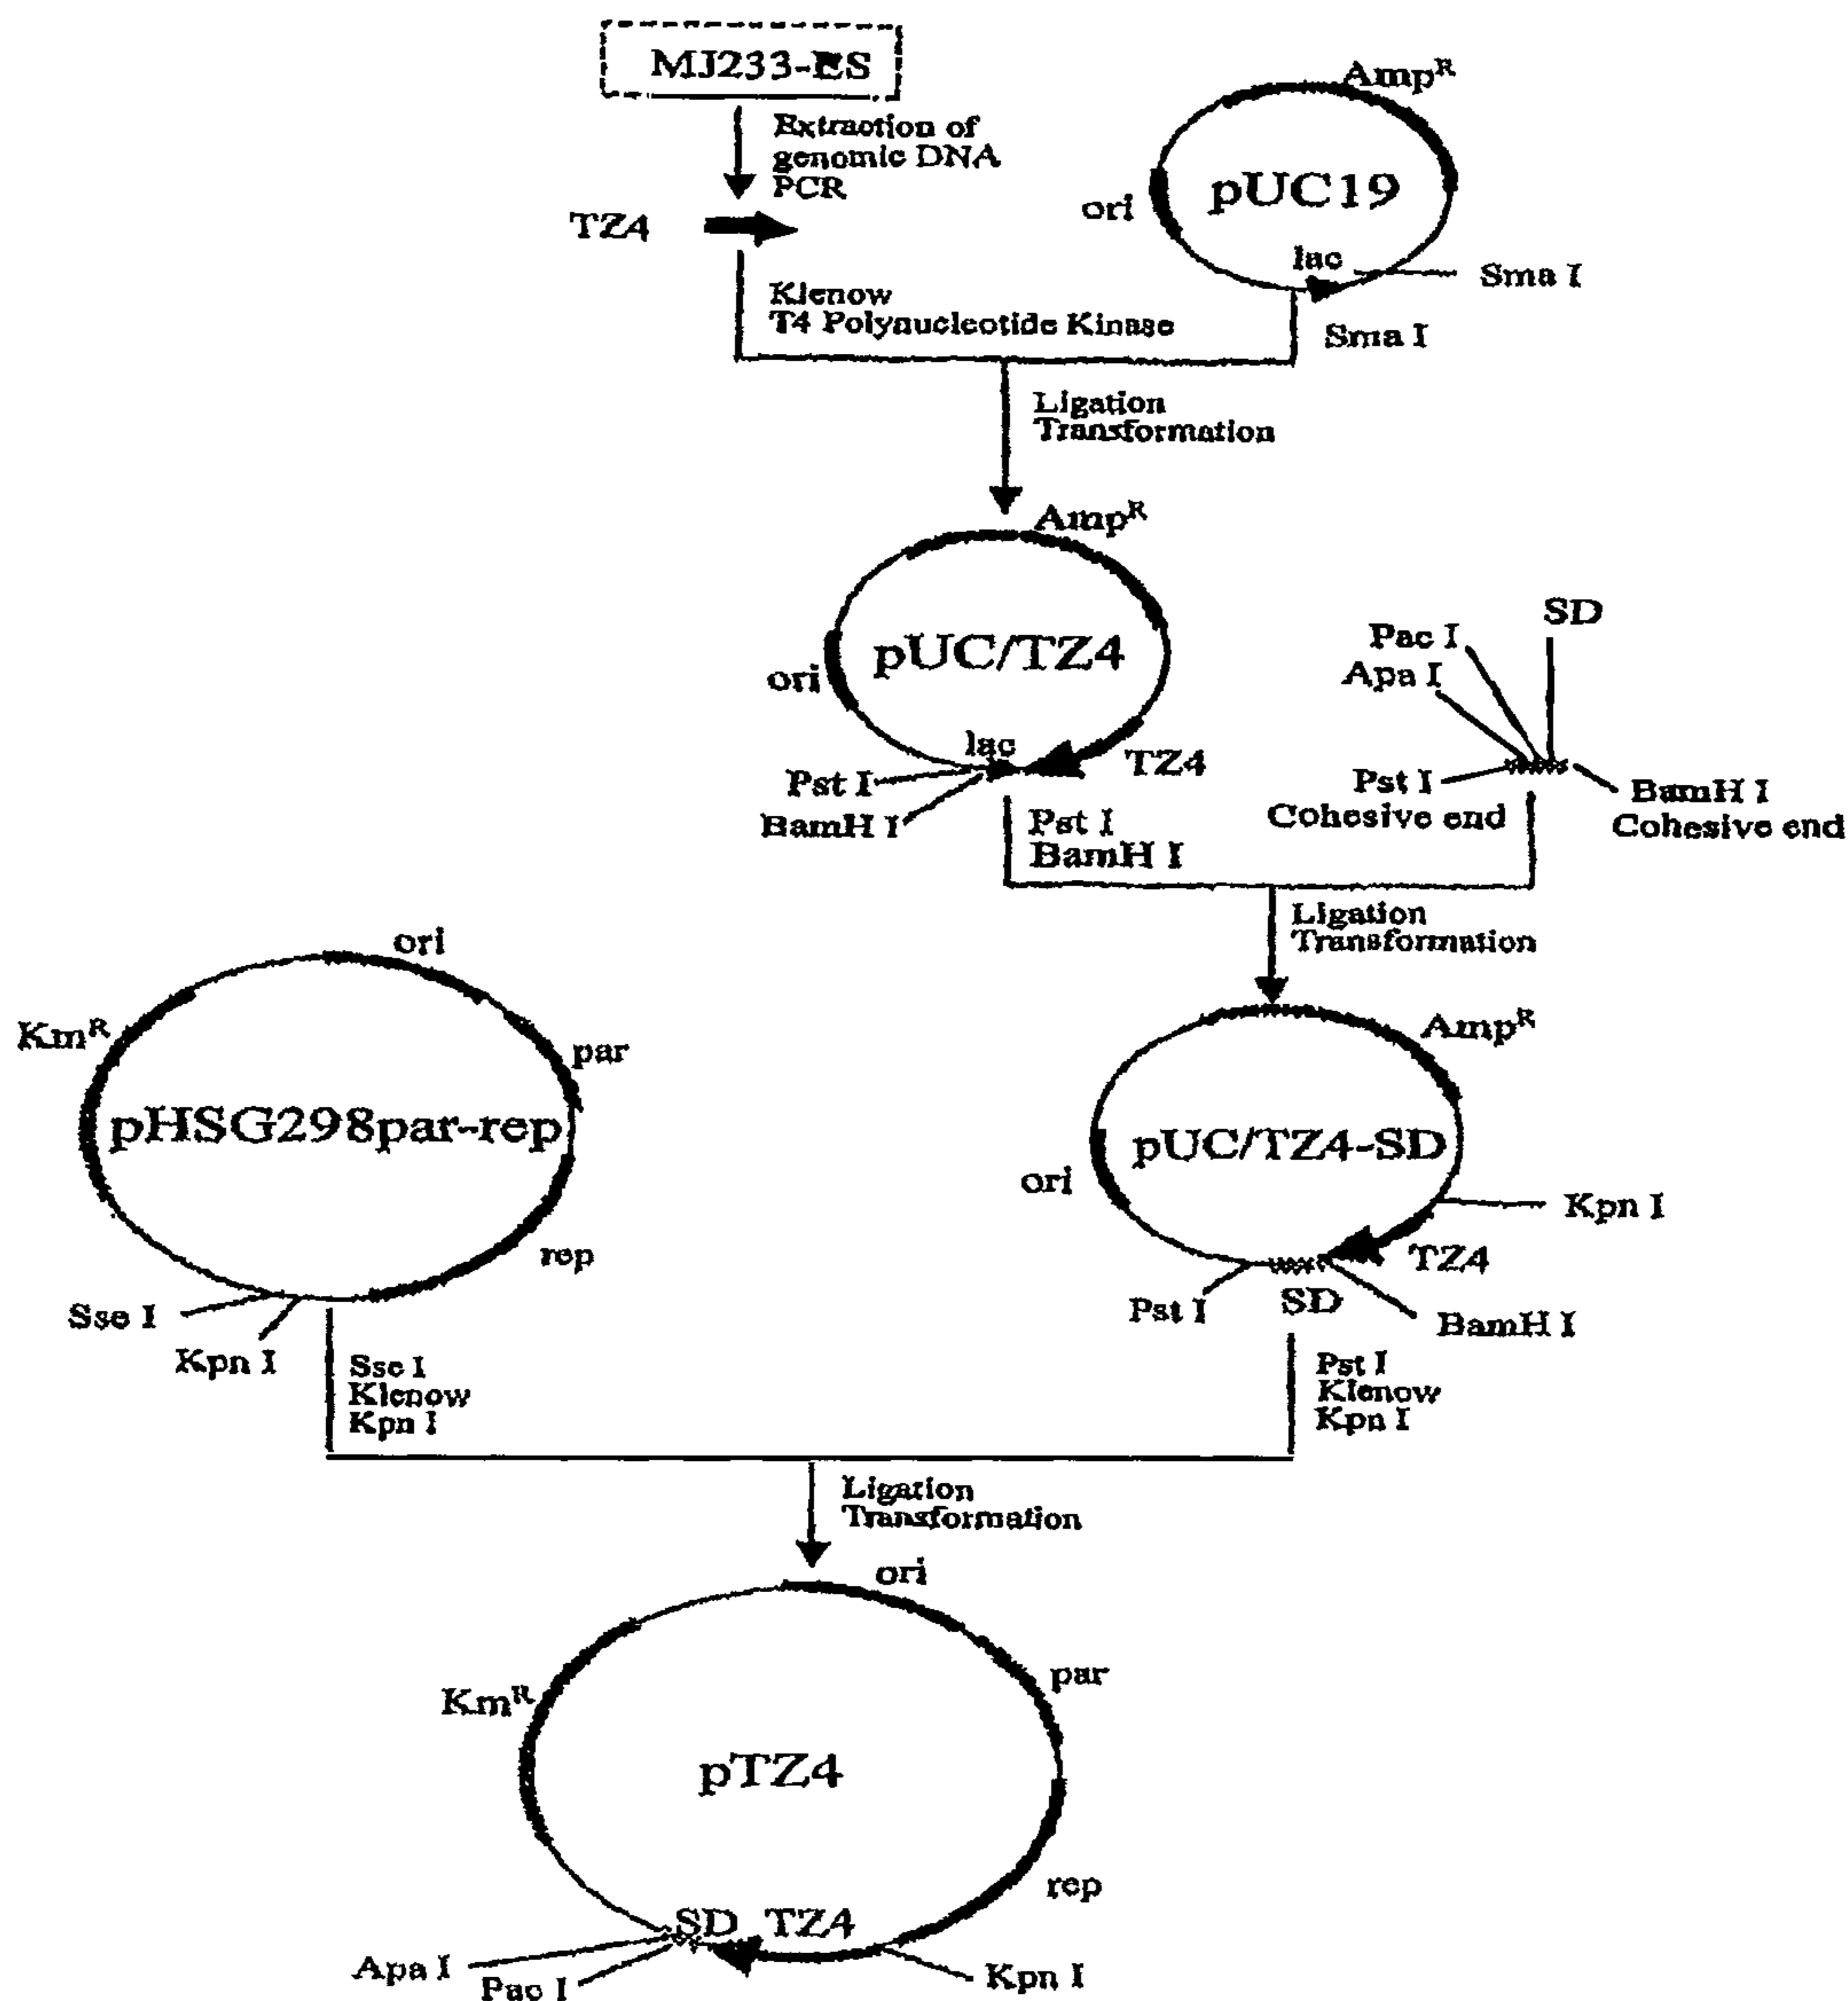 MJ233-ES
Extraction of
genomic DNA
PCR
TZ4
Amp^R
ori
pUC19
lac
Sma I
Klenow
T4 Polynucleotide Kinase
Sma I
Ligation
Transformation
Amp^R
ori
pUC/TZ4
lac
TZ4
Pst I
BamH I
Pst I
BamH I
SD
Pac I
Apa I
Pst I
Cohesive end
BamH I
Cohesive end
Ligation
Transformation
ori
Km^R
par
pHSG298par-rep
rep
Sse I
Kpn I
Sse I
Klenow
Kpn I
Amp^R
pUC/TZ4-SD
ori
Kpn I
TZ4
Pst I
SD
BamH I
Pst I
Klenow
Kpn I
Ligation
Transformation
ori
par
Km^R
pTZ4
rep
SD TZ4
Apa I
Pac I
Kpn I